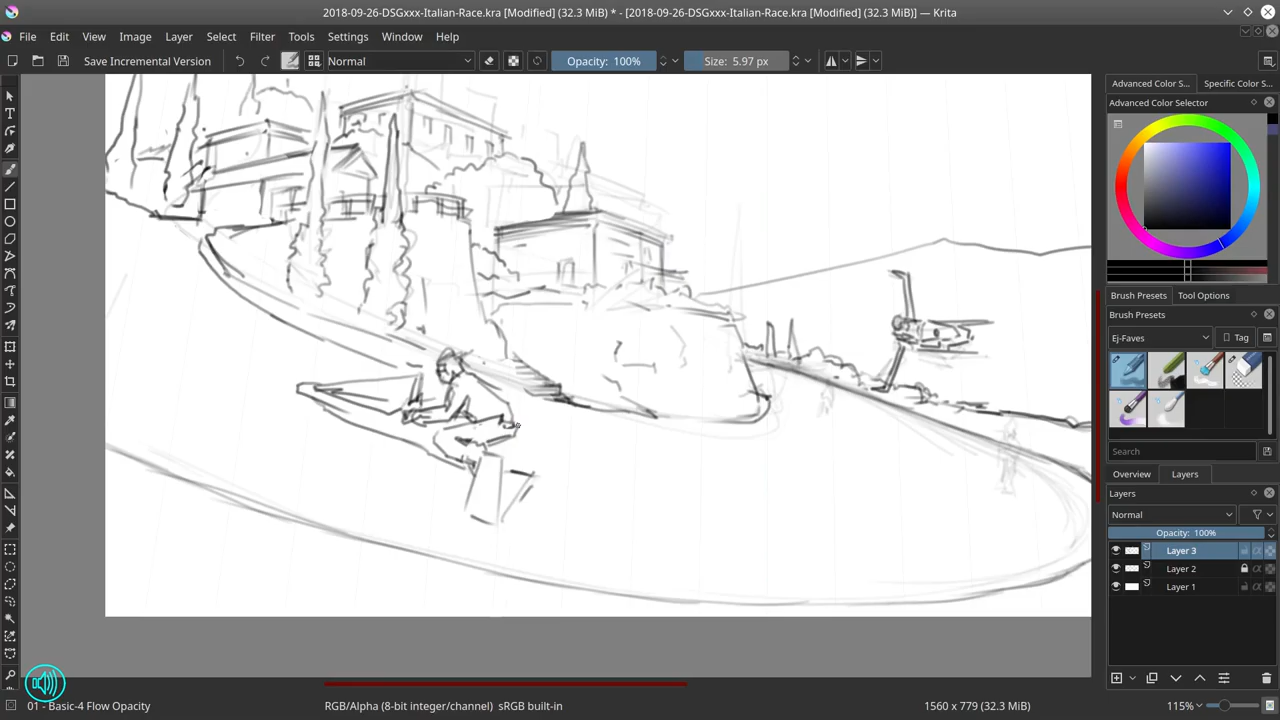 2018-09-26-DSGxxx-Italian-Race.kra [Modified] (32.3 MiB) * - [2018-09-26-DSGxxx-Italian-Race.kra [Modified] (32.3 MiB)] — Krita
File Edit View Image Layer Select Filter Tools Settings Window Help
Save Incremental Version Normal Opacity: 100% Size: 5.97 px
Advanced Color S... Specific Color S...
Advanced Color Selector
Brush Presets Tool Options
Brush Presets
Ej-Faves Tag
Search
Overview Layers
Layers
Normal
Opacity: 100%
Layer 3
Layer 2
Layer 1
01 - Basic-4 Flow Opacity RGB/Alpha (8-bit integer/channel) sRGB built-in 1560 x 779 (32.3 MiB) 115%